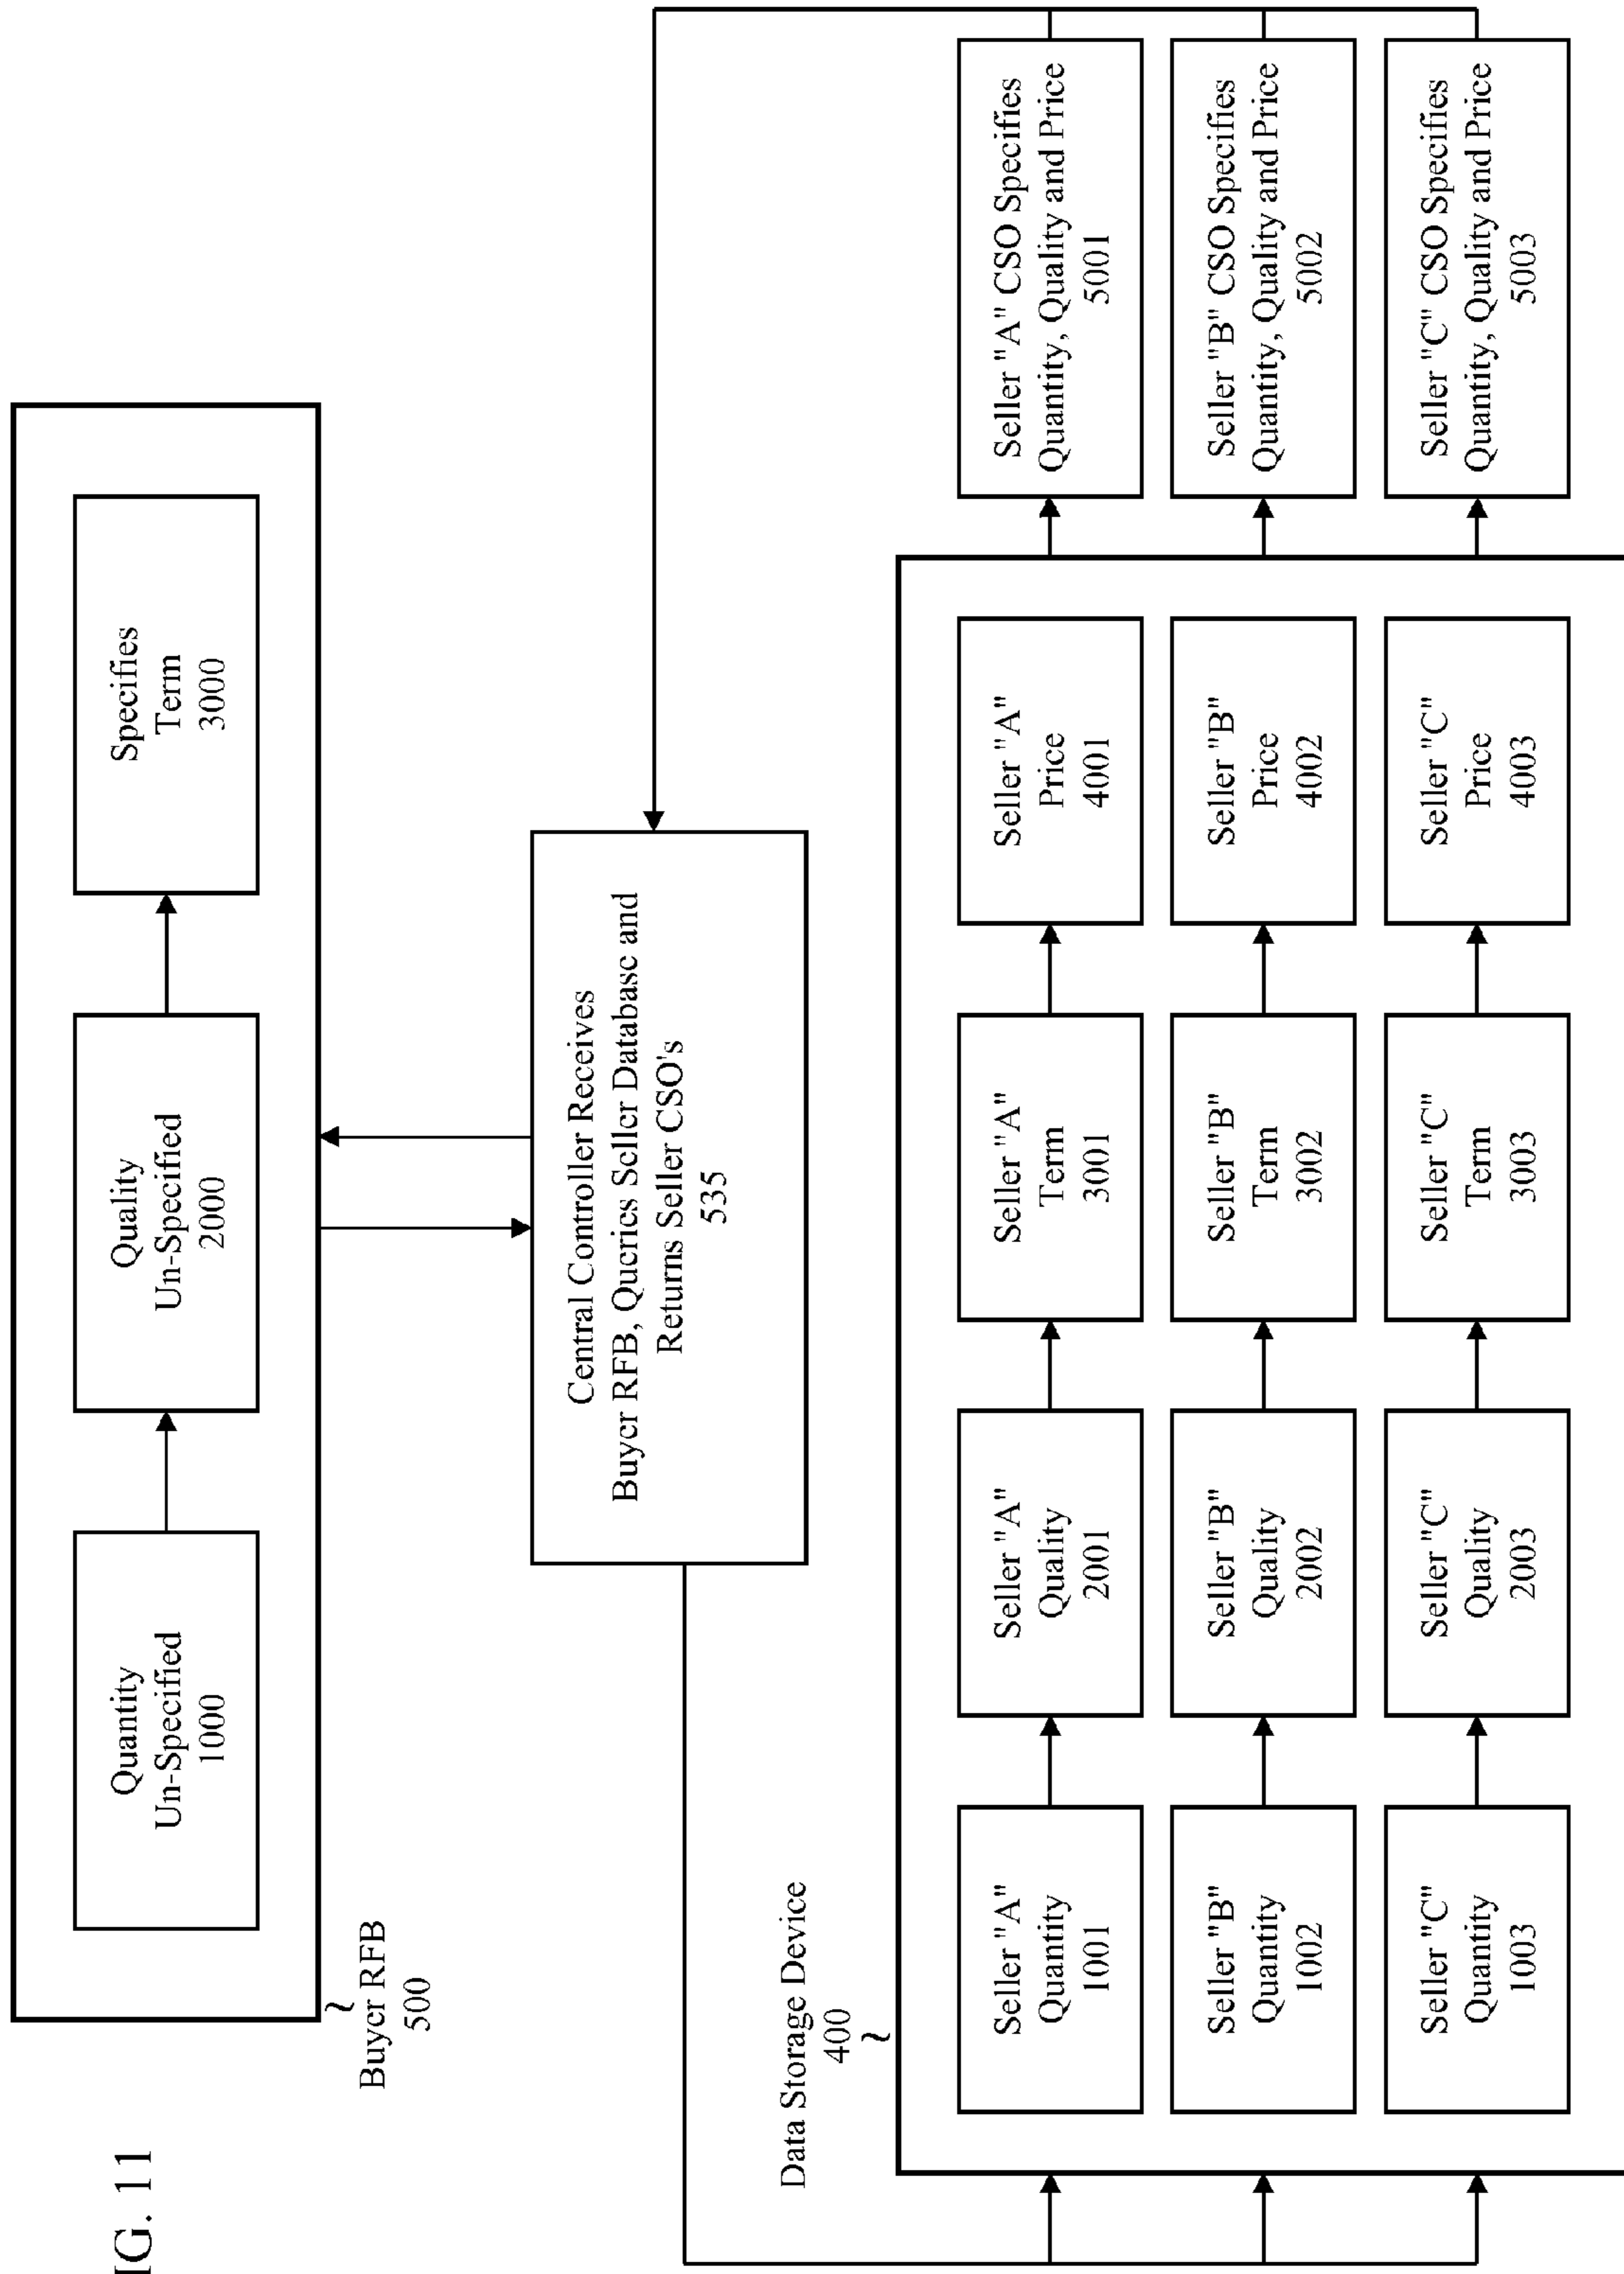 IG. 11
Quantity
Un-Specified
1000
Quality
Un-Specified
2000
Specifies
Term
3000
Buyer RFB
500
Central Controller Receives
Buyer RFB, Queries Seller Database and
Returns Seller CSO's
535
Data Storage Device
400
Seller "A"
Quantity
1001
Seller "A"
Quality
2001
Seller "A"
Term
3001
Seller "A"
Price
4001
Seller "A" CSO Specifies
Quantity, Quality and Price
5001
Seller "B"
Quantity
1002
Seller "B"
Quality
2002
Seller "B"
Term
3002
Seller "B"
Price
4002
Seller "B" CSO Specifies
Quantity, Quality and Price
5002
Seller "C"
Quantity
1003
Seller "C"
Quality
2003
Seller "C"
Term
3003
Seller "C"
Price
4003
Seller "C" CSO Specifies
Quantity, Quality and Price
5003